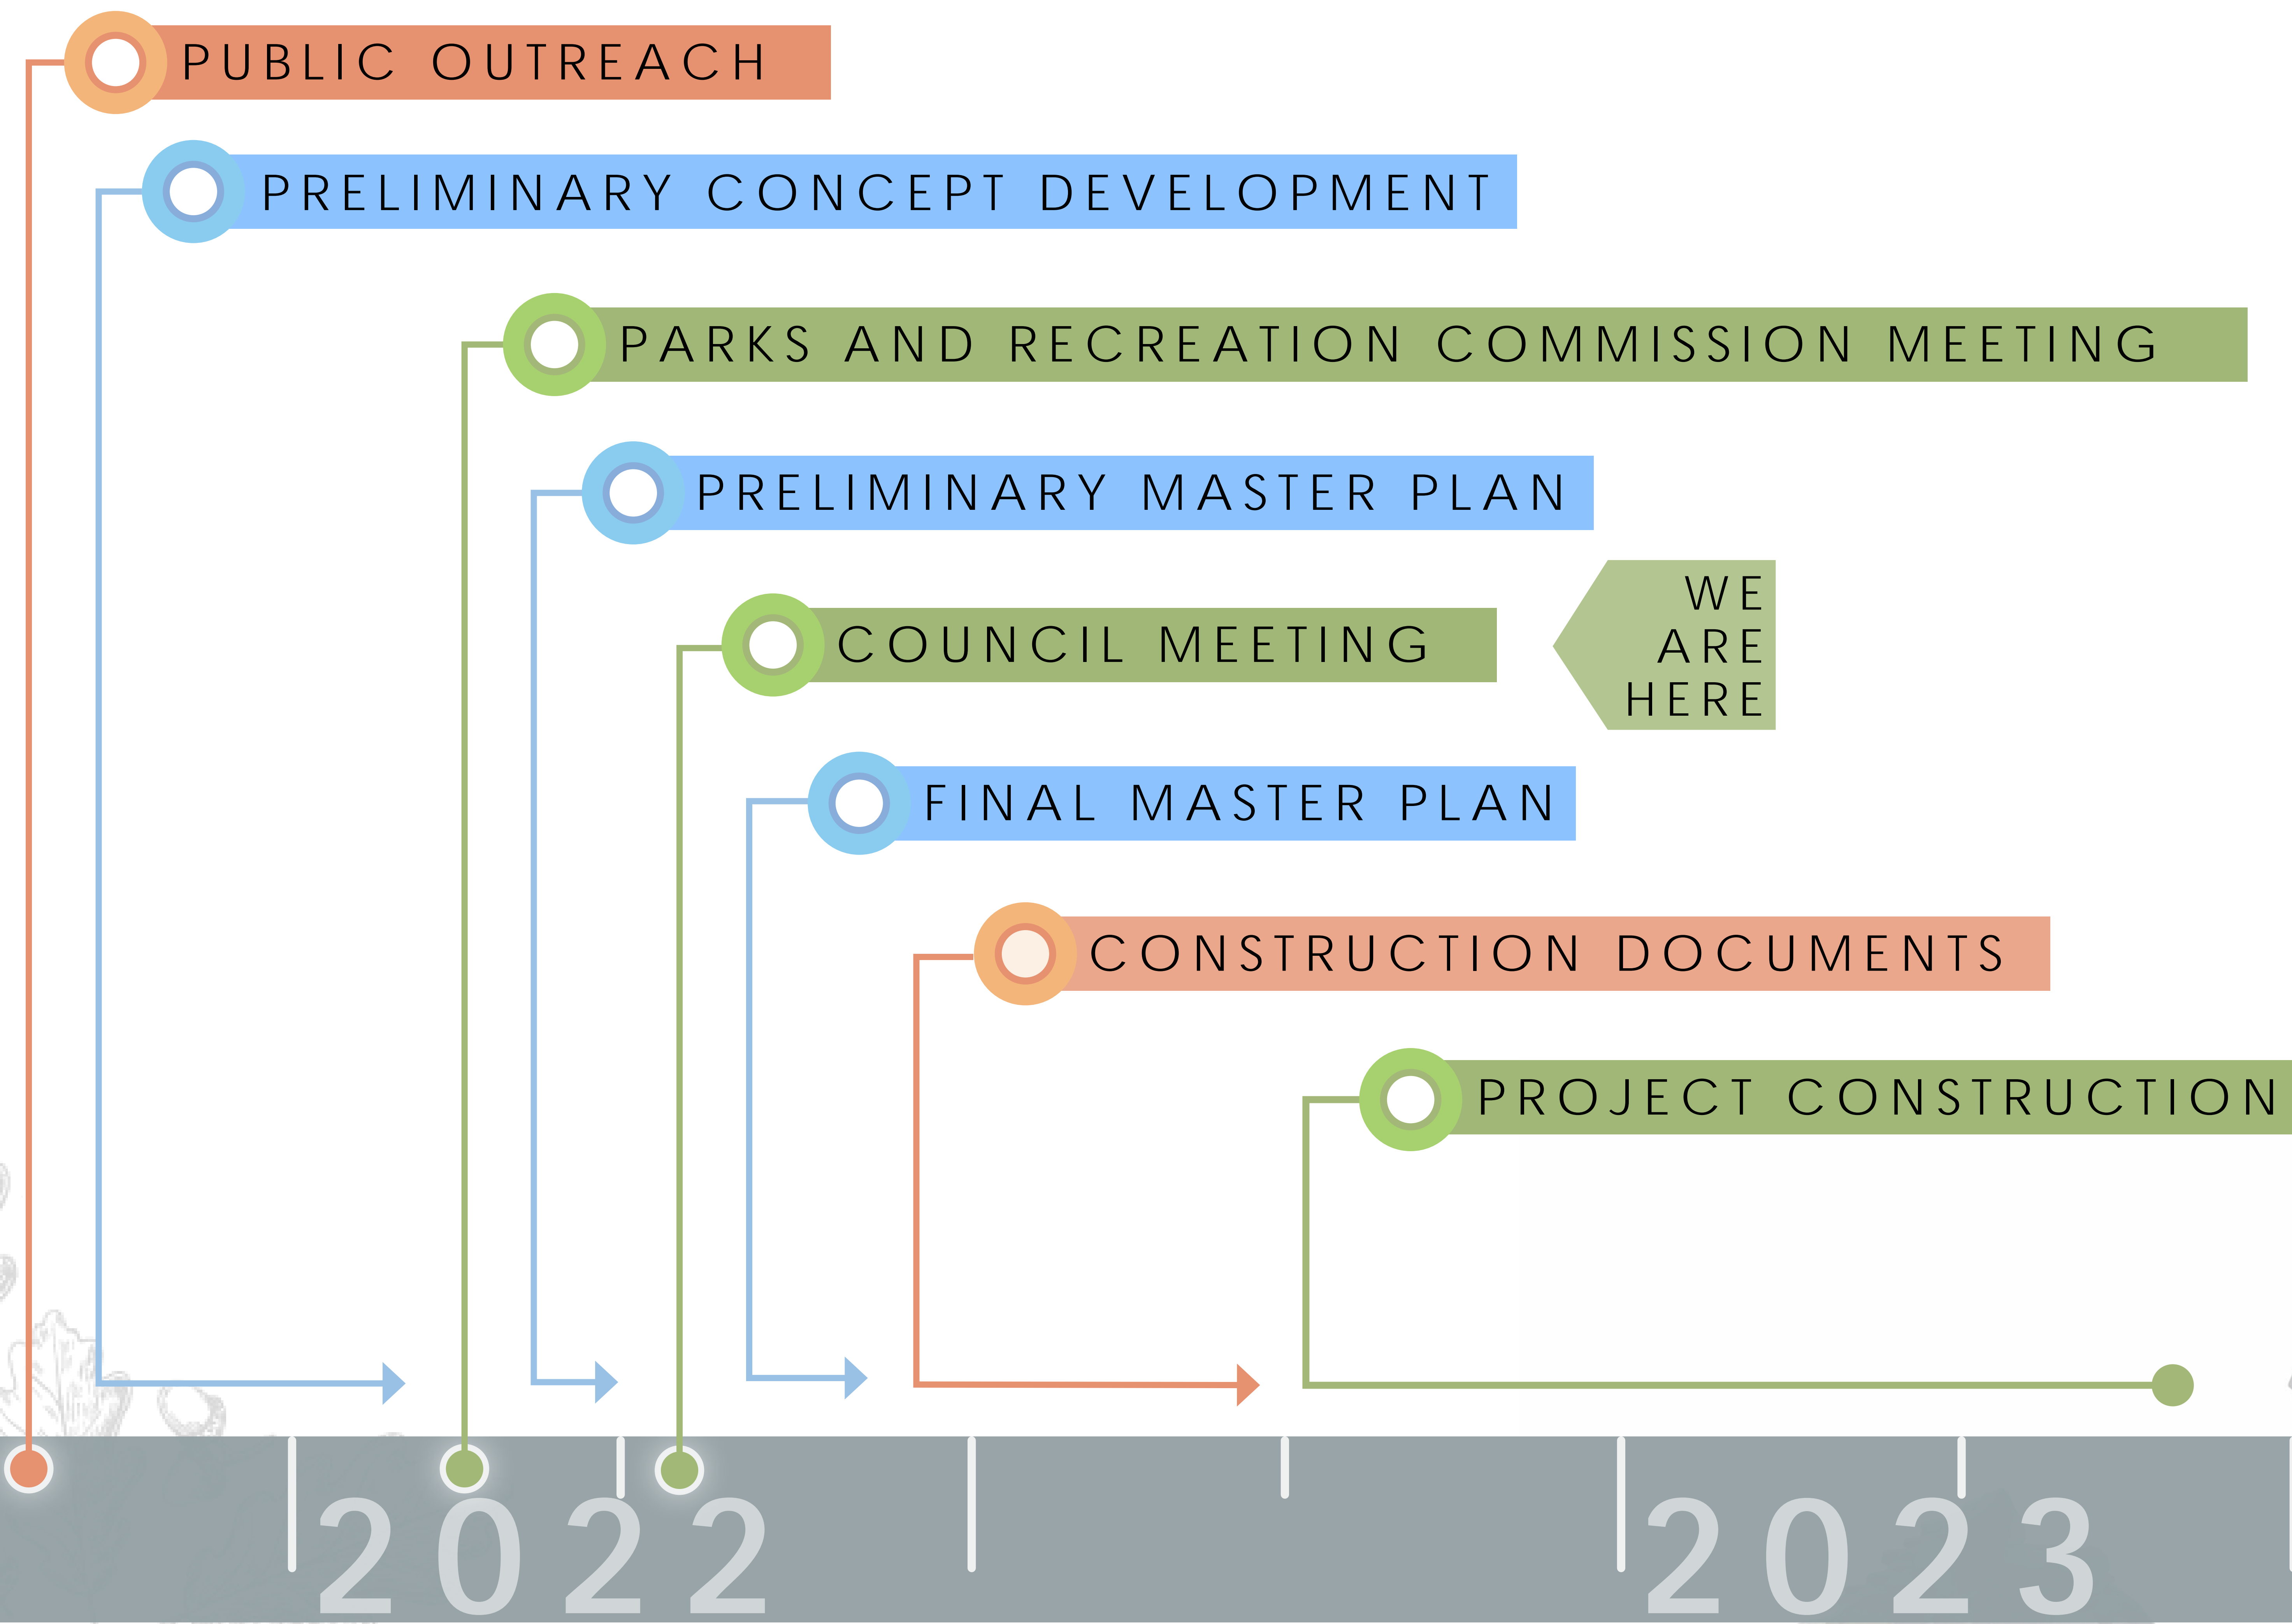 PUBLIC OUTREACH
PRELIMINARY CONCEPT DEVELOPMENT
PARKS AND RECREATION COMMISSION MEETING
PRELIMINARY MASTER PLAN
WE
ARE
HERE
COUNCIL MEETING
FINAL MASTER PLAN
CONSTRUCTION DOCUMENTS
PROJECT CONSTRUCTION
2022
2023